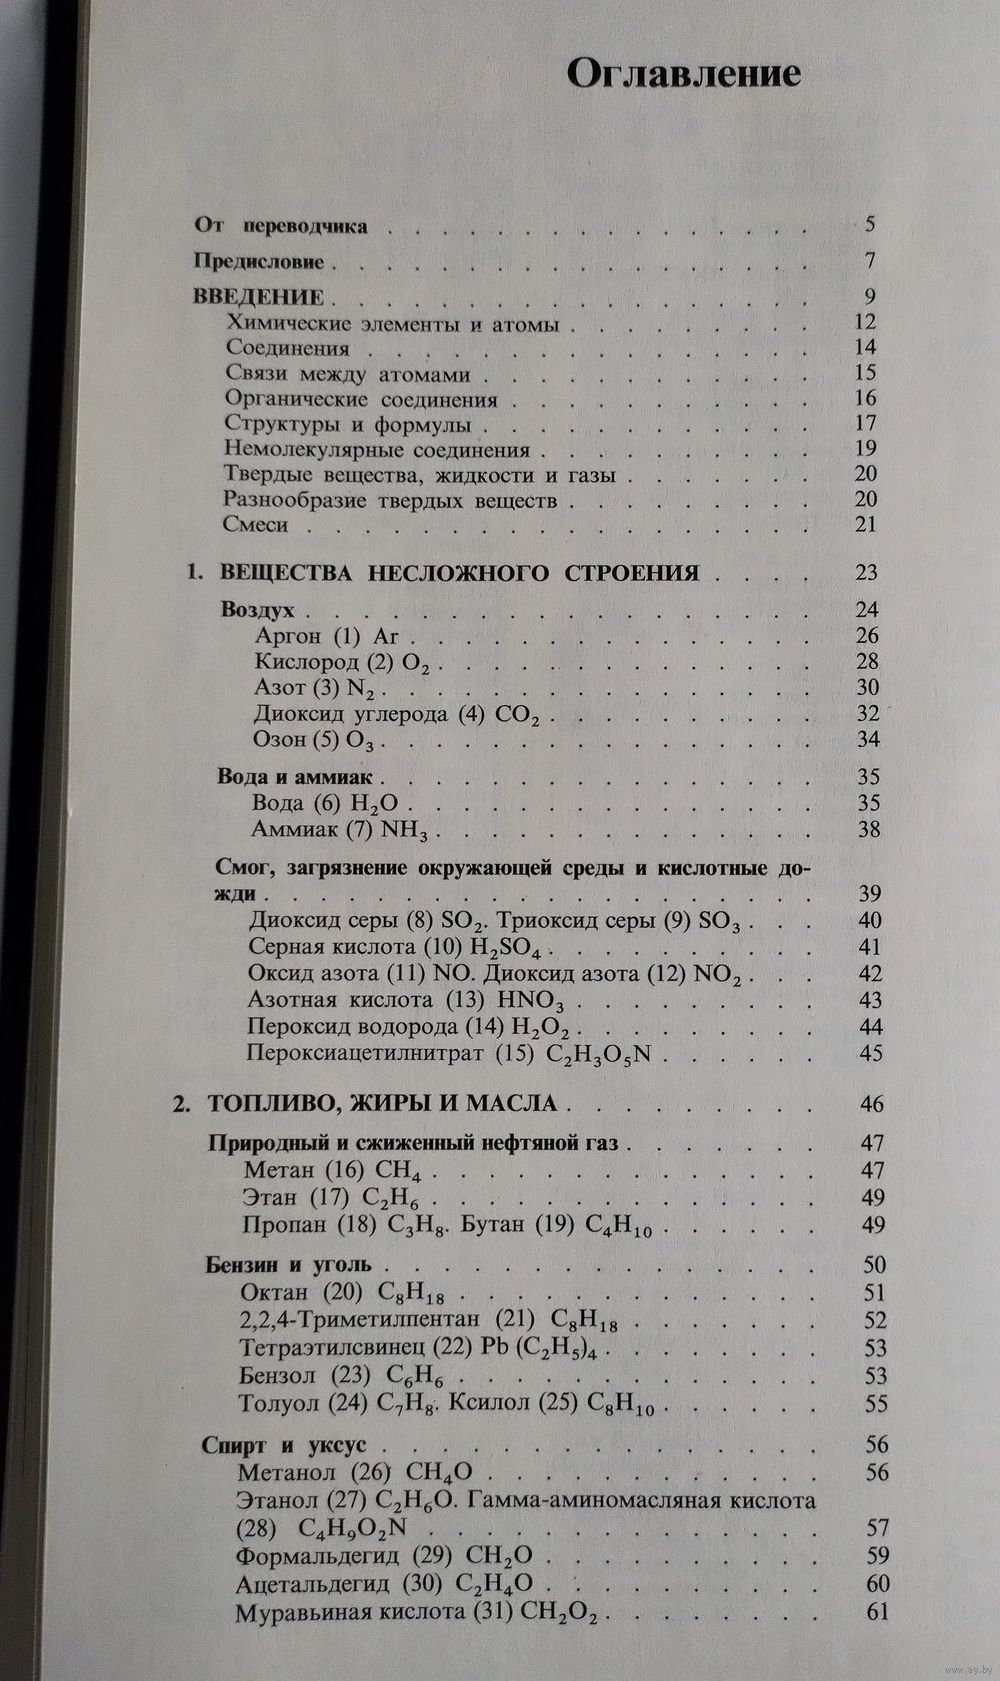 Оглавление
От переводчика . . . . . . . . . . . . . . . . 5
Предисловие . . . . . . . . . . . . . . . . . . 7
ВВЕДЕНИЕ . . . . . . . . . . . . . . . . . . 9
Химические элементы и атомы . . . . . . . . . 12
Соединения . . . . . . . . . . . . . . . . 14
Связи между атомами . . . . . . . . . . . . 15
Органические соединения . . . . . . . . . . . 16
Структуры и формулы . . . . . . . . . . . . 17
Немолекулярные соединения . . . . . . . . . . 19
Твердые вещества, жидкости и газы . . . . . . . 20
Разнообразие твердых веществ . . . . . . . . . 20
Смеси . . . . . . . . . . . . . . . . . . 21
1. ВЕЩЕСТВА НЕСЛОЖНОГО СТРОЕНИЯ . . . . 23
Воздух . . . . . . . . . . . . . . . . . . 24
Аргон (1) Ar . . . . . . . . . . . . . . . 26
Кислород (2) O₂ . . . . . . . . . . . . . . 28
Азот (3) N₂ . . . . . . . . . . . . . . . . 30
Диоксид углерода (4) CO₂ . . . . . . . . . . 32
Озон (5) O₃ . . . . . . . . . . . . . . . . 34
Вода и аммиак . . . . . . . . . . . . . . . . 35
Вода (6) H₂O . . . . . . . . . . . . . . . 35
Аммиак (7) NH₃ . . . . . . . . . . . . . . 38
Смог, загрязнение окружающей среды и кислотные до-
жди . . . . . . . . . . . . . . . . . . . . 39
Диоксид серы (8) SO₂. Триоксид серы (9) SO₃ . . . 40
Серная кислота (10) H₂SO₄ . . . . . . . . . . 41
Оксид азота (11) NO. Диоксид азота (12) NO₂ . . . 42
Азотная кислота (13) HNO₃ . . . . . . . . . 43
Пероксид водорода (14) H₂O₂ . . . . . . . . . 44
Пероксиацетилнитрат (15) C₂H₃O₅N . . . . . . 45
2. ТОПЛИВО, ЖИРЫ И МАСЛА . . . . . . . . . 46
Природный и сжиженный нефтяной газ . . . . . . . 47
Метан (16) CH₄ . . . . . . . . . . . . . . 47
Этан (17) C₂H₆ . . . . . . . . . . . . . . 49
Пропан (18) C₃H₈. Бутан (19) C₄H₁₀ . . . . . . 49
Бензин и уголь . . . . . . . . . . . . . . . 50
Октан (20) C₈H₁₈ . . . . . . . . . . . . . 51
2,2,4-Триметилпентан (21) C₈H₁₈ . . . . . . . 52
Тетраэтилсвинец (22) Pb (C₂H₅)₄ . . . . . . . . 53
Бензол (23) C₆H₆ . . . . . . . . . . . . . 53
Толуол (24) C₇H₈. Ксилол (25) C₈H₁₀ . . . . . . 55
Спирт и уксус . . . . . . . . . . . . . . . . 56
Метанол (26) CH₄O . . . . . . . . . . . . 56
Этанол (27) C₂H₆O. Гамма-аминомасляная кислота
(28) C₄H₉O₂N . . . . . . . . . . . . . . 57
Формальдегид (29) CH₂O . . . . . . . . . . 59
Ацетальдегид (30) C₂H₄O . . . . . . . . . . 60
Муравьиная кислота (31) CH₂O₂ . . . . . . . . 61
www.ay.by